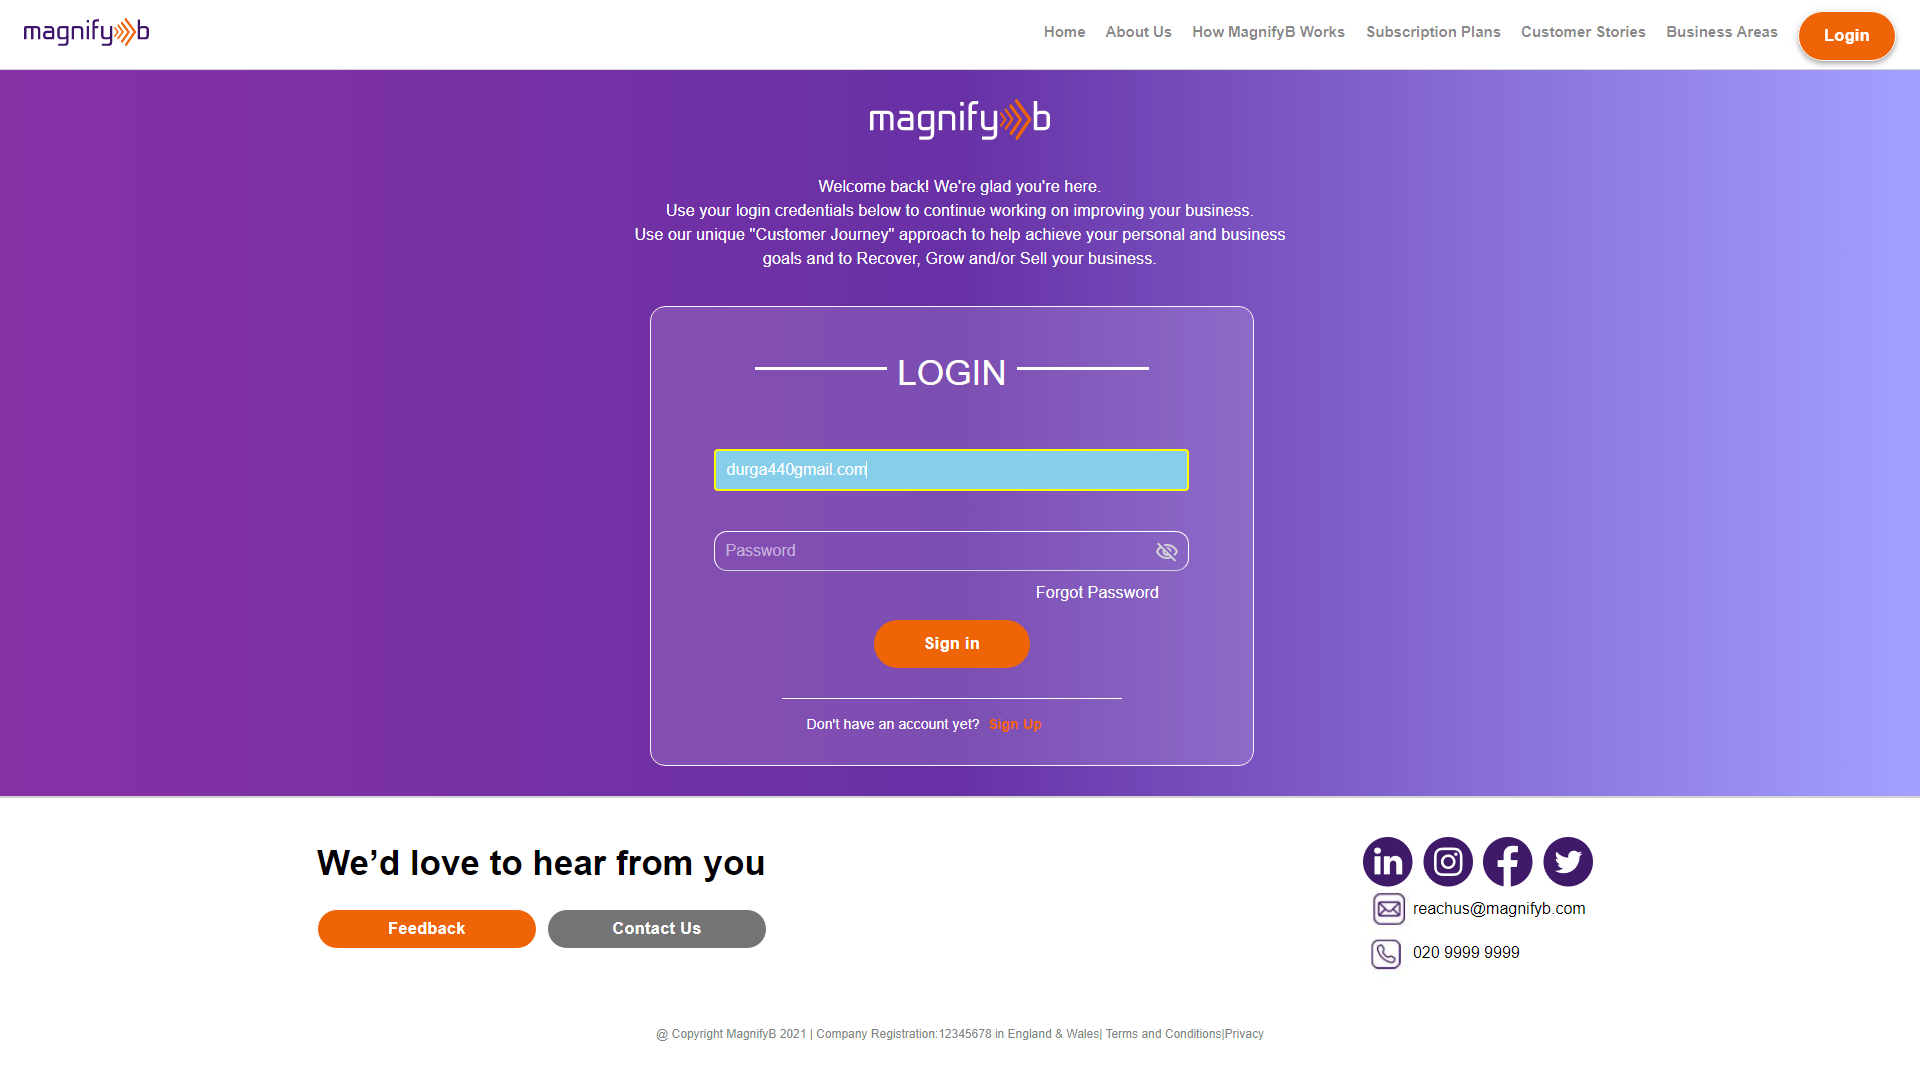 magnifyb
Home
About Us
How MagnifyB Works
Subscription Plans
Customer Stories
Business Areas
Login
magnifyb
Welcome back! We're glad you're here.
Use your login credentials below to continue working on improving your business.
Use our unique "Customer Journey" approach to help achieve your personal and business
goals and to Recover, Grow and/or Sell your business.
LOGIN
durga440gmail.com
Password
Forgot Password
Sign in
Don't have an account yet? Sign Up
We’d love to hear from you
Feedback
Contact Us
in
reachus@magnifyb.com
020 9999 9999
@ Copyright MagnifyB 2021 | Company Registration:12345678 in England & Wales| Terms and Conditions|Privacy